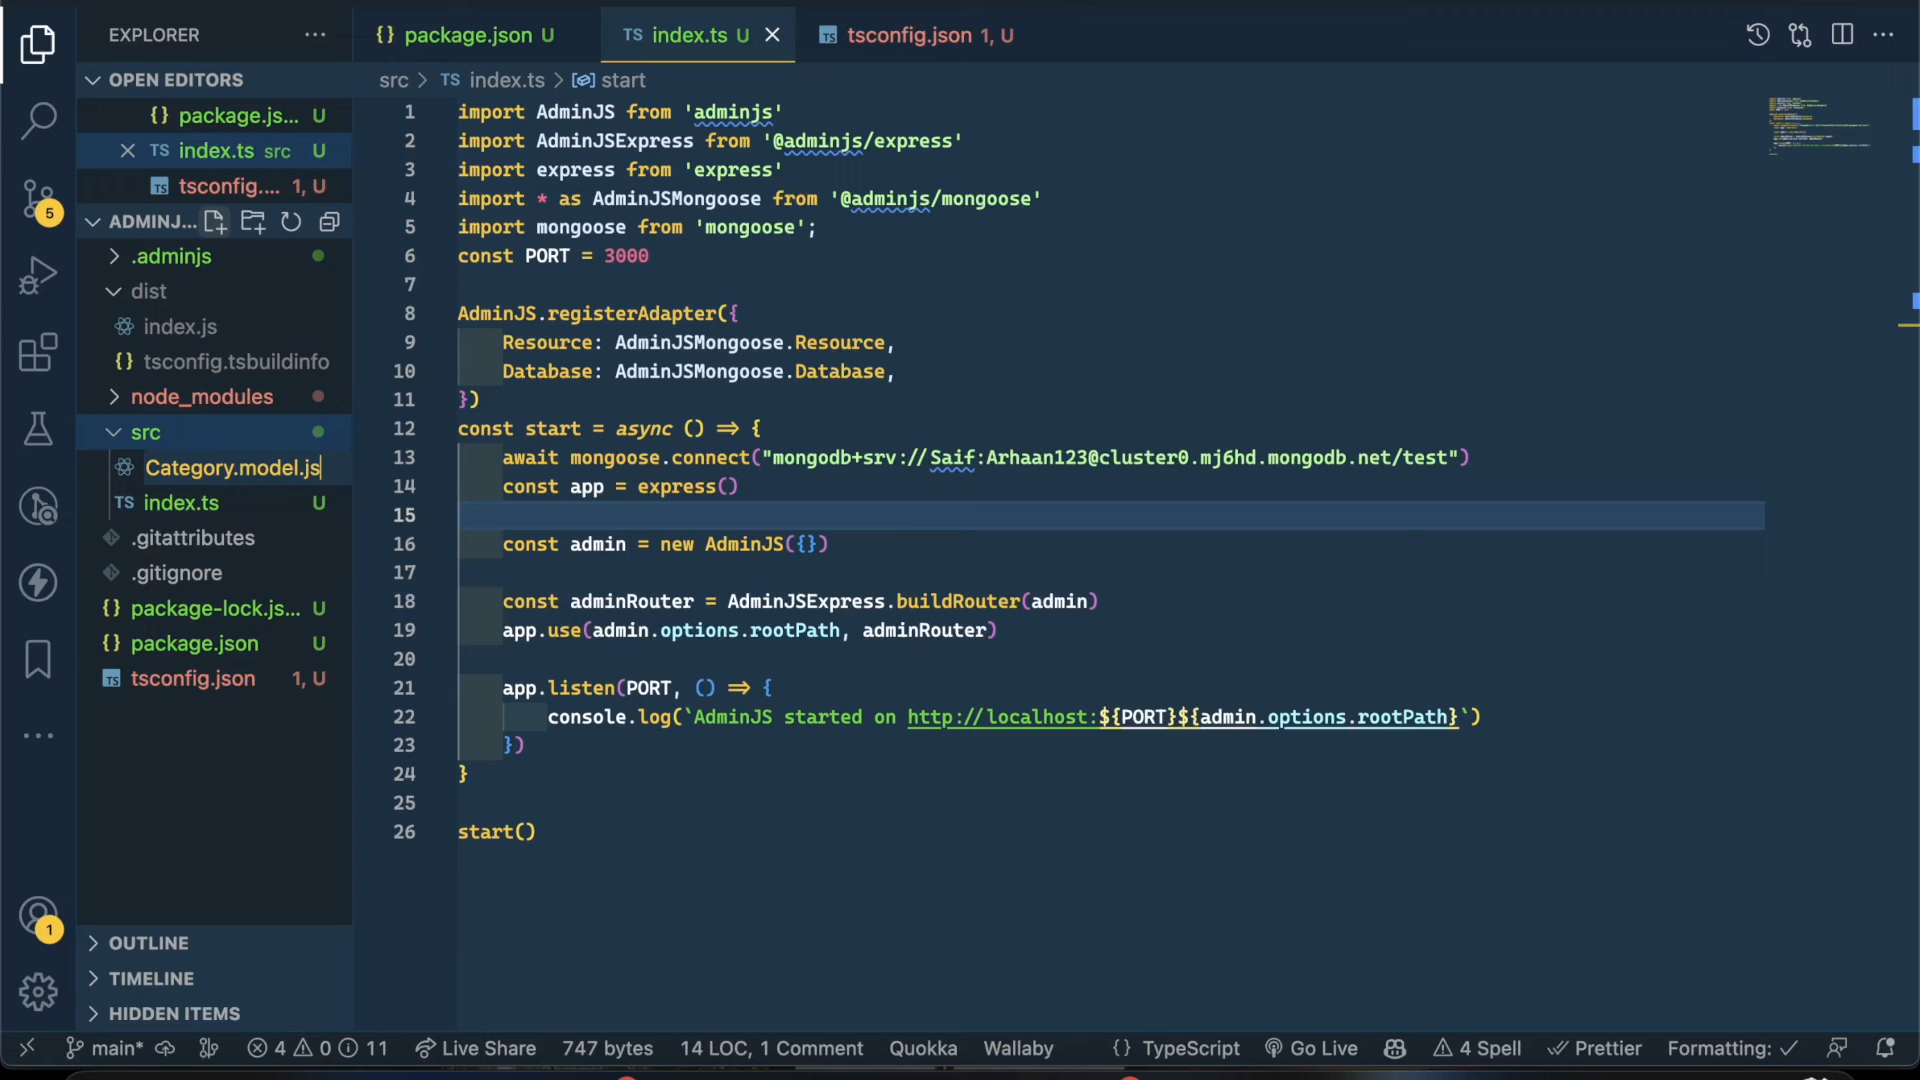 EXPLORER
package.json U
TS index.ts U
TS tsconfig.json 1, U
OPEN EDITORS
{} package.js... U
TS index.ts src U
TS tsconfig.... 1, U
ADMINJ...
.adminjs
dist
index.js
{} tsconfig.tsbuildinfo
node_modules
src
Category.model.js
TS index.ts U
.gitattributes
.gitignore
{} package-lock.js... U
{} package.json U
TS tsconfig.json 1, U
OUTLINE
TIMELINE
HIDDEN ITEMS
5
1
src > TS index.ts > start
1 import AdminJS from 'adminjs'
2 import AdminJSExpress from '@adminjs/express'
3 import express from 'express'
4 import * as AdminJSMongoose from '@adminjs/mongoose'
5 import mongoose from 'mongoose';
6 const PORT = 3000
7
8 AdminJS.registerAdapter({
9 Resource: AdminJSMongoose.Resource,
10 Database: AdminJSMongoose.Database,
11 })
12 const start = async () => {
13 await mongoose.connect("mongodb+srv://Saif:Arhaan123@cluster0.mj6hd.mongodb.net/test")
14 const app = express()
15
16 const admin = new AdminJS({})
17
18 const adminRouter = AdminJSExpress.buildRouter(admin)
19 app.use(admin.options.rootPath, adminRouter)
20
21 app.listen(PORT, () => {
22 console.log(`AdminJS started on http://localhost:${PORT}${admin.options.rootPath}`)
23 })
24 }
25
26 start()
main* 4 0 11 Live Share 747 bytes 14 LOC, 1 Comment Quokka Wallaby {} TypeScript Go Live 4 Spell Prettier Formatting: ✓